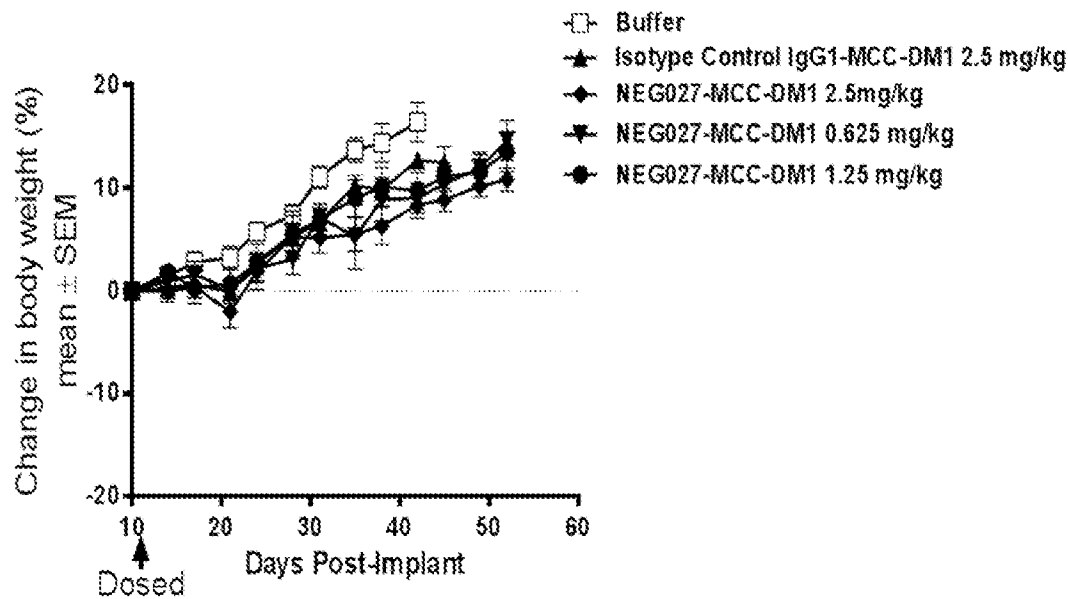 Buffer
Isotype Control IgG1-MCC-DM1 2.5 mg/kg
NEG027-MCC-DM1 2.5mg/kg
NEG027-MCC-DM1 0.625 mg/kg
NEG027-MCC-DM1 1.25 mg/kg
Change in body weight (%)
mean ± SEM
20
10
0
-10
-20
10
20
30
40
50
60
Days Post-Implant
Dosed